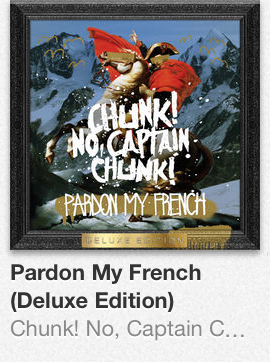 CHUNK!
NO, CAPTAIN
CHUNK!
PARDON MY FRENCH
DELUXE EDITION
Pardon My French
(Deluxe Edition)
Chunk! No, Captain C...